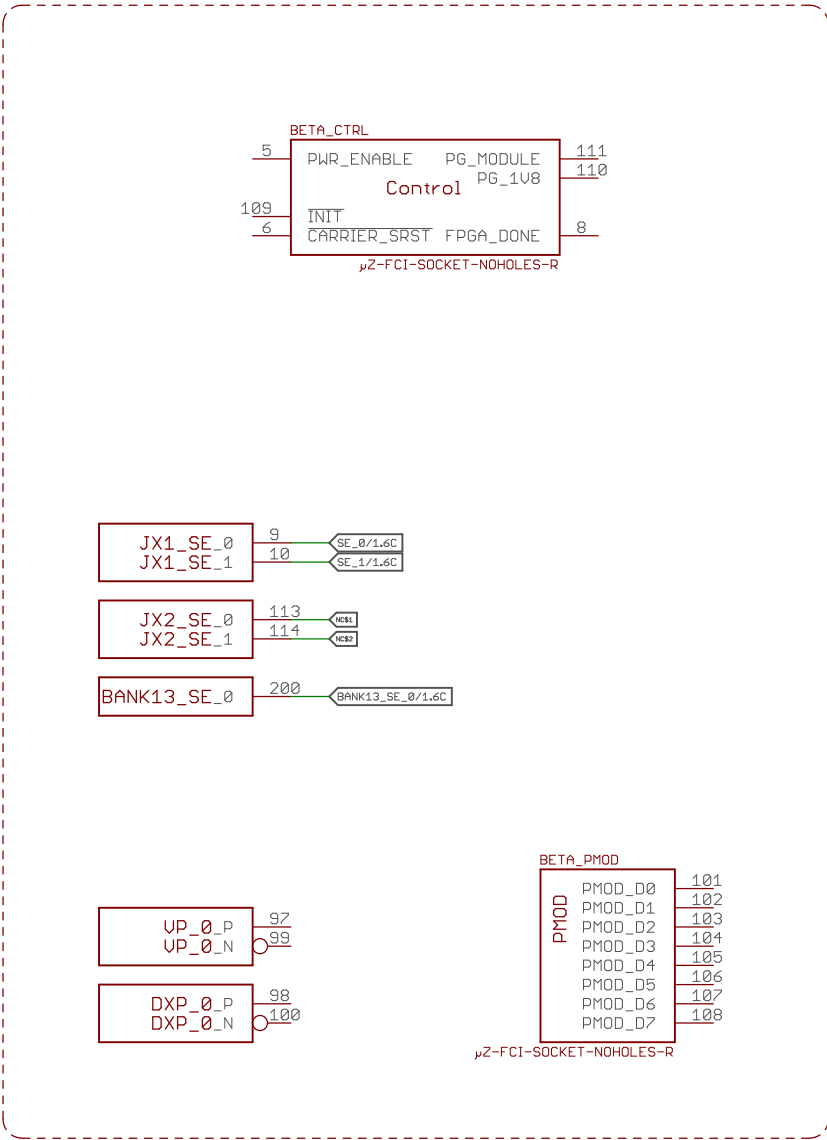 BETA_CTRL
5 PWR_ENABLE PG_MODULE 111
PG_1V8 110
Control
109 INIT
6 CARRIER_SRST FPGA_DONE 8
µZ-FCI-SOCKET-NOHOLES-R
JX1_SE_0 9 SE_0/1.6C
JX1_SE_1 10 SE_1/1.6C
JX2_SE_0 113 NC$1
JX2_SE_1 114 NC$2
BANK13_SE_0 200 BANK13_SE_0/1.6C
BETA_PMOD
PMOD
PMOD_D0 101
PMOD_D1 102
PMOD_D2 103
PMOD_D3 104
PMOD_D4 105
PMOD_D5 106
PMOD_D6 107
PMOD_D7 108
µZ-FCI-SOCKET-NOHOLES-R
VP_0_P 97
VP_0_N 99
DXP_0_P 98
DXP_0_N 100